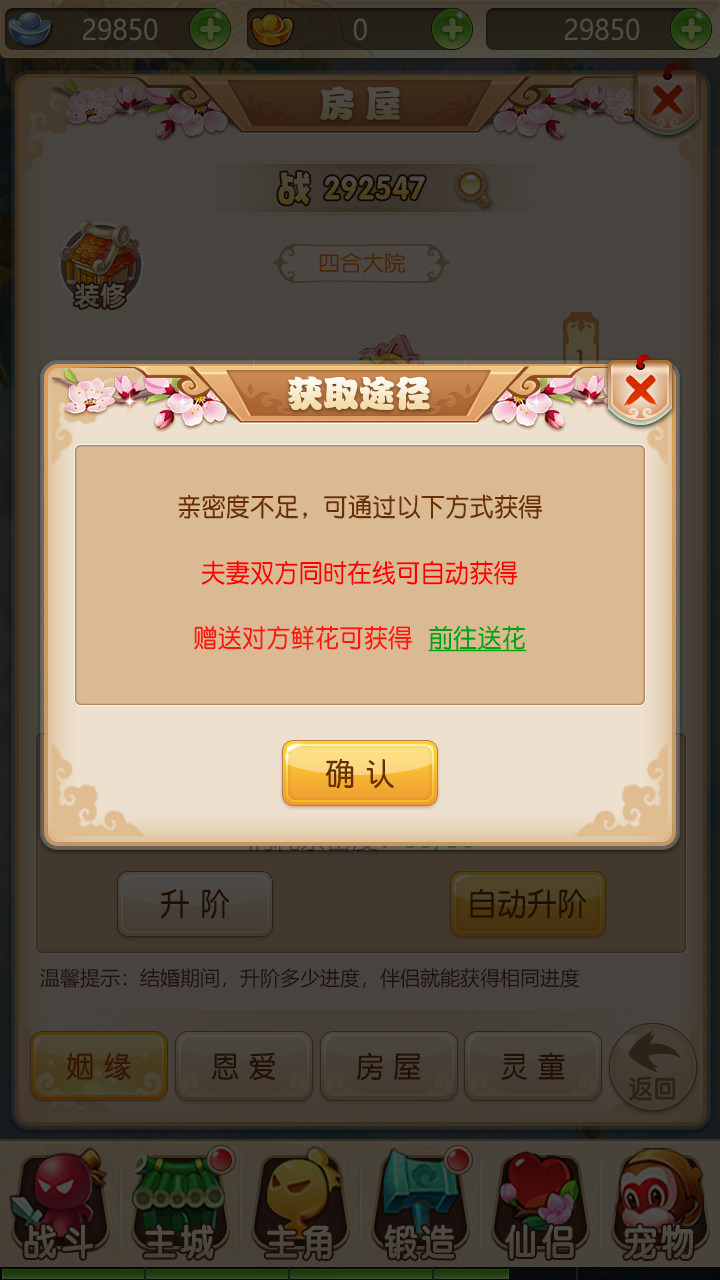 29850
0
29850
房屋
战 292547
四合大院
装修
1
获取途径
亲密度不足，可通过以下方式获得
夫妻双方同时在线可自动获得
赠送对方鲜花可获得 前往送花
确认
升阶
自动升阶
温馨提示：结婚期间，升阶多少进度，伴侣就能获得相同进度
姻缘
恩爱
房屋
灵童
返回
战斗
主城
主角
锻造
仙侣
宠物